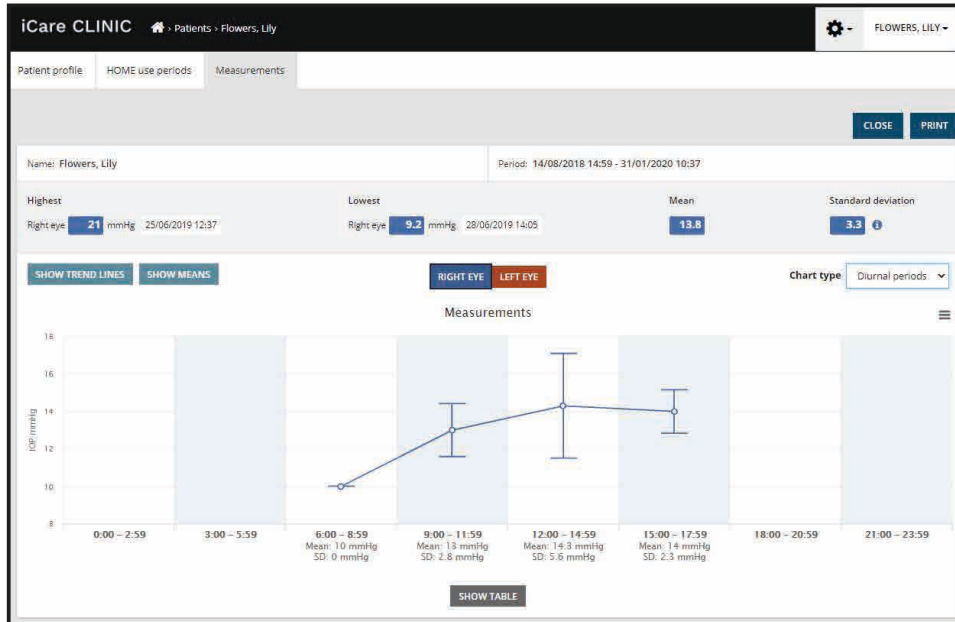 iCare CLINIC › Patients › Flowers, Lily FLOWERS, LILY
Patient profile HOME use periods Measurements
CLOSE PRINT
Name: Flowers, Lily Period: 14/08/2018 14:59 - 31/01/2020 10:37
Highest Lowest Mean Standard deviation
Right eye 21 mmHg 25/06/2019 12:37 Right eye 9.2 mmHg 28/06/2019 14:05 13.8 3.3 i
SHOW TREND LINES SHOW MEANS RIGHT EYE LEFT EYE Chart type Diurnal periods
Measurements
18
16
14
IOP mmHg
12
10
8
0:00 – 2:59 3:00 – 5:59 6:00 – 8:59 9:00 – 11:59 12:00 – 14:59 15:00 – 17:59 18:00 – 20:59 21:00 – 23:59
Mean: 10 mmHg Mean: 13 mmHg Mean: 14.3 mmHg Mean: 14 mmHg
SD: 0 mmHg SD: 2.8 mmHg SD: 5.6 mmHg SD: 2.3 mmHg
SHOW TABLE